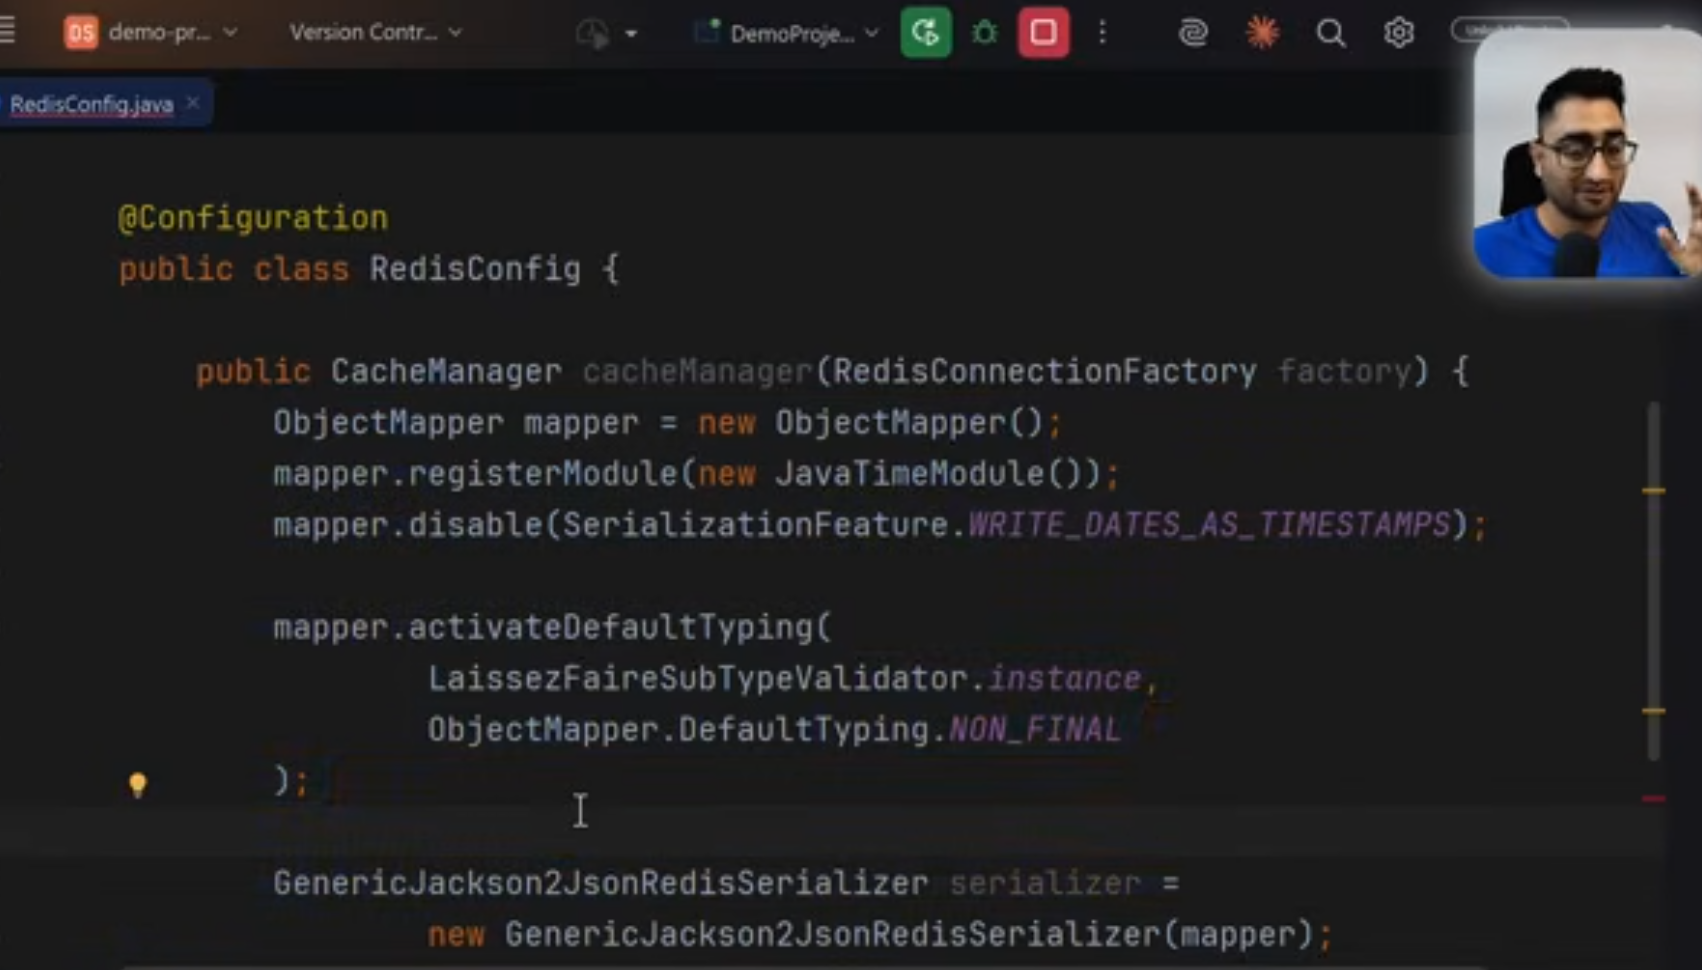 DS demo-pr... Version Contr... DemoProje...
RedisConfig.java
@Configuration
public class RedisConfig {
public CacheManager cacheManager(RedisConnectionFactory factory) {
ObjectMapper mapper = new ObjectMapper();
mapper.registerModule(new JavaTimeModule());
mapper.disable(SerializationFeature.WRITE_DATES_AS_TIMESTAMPS);
mapper.activateDefaultTyping(
LaissezFaireSubTypeValidator.instance,
ObjectMapper.DefaultTyping.NON_FINAL
);
GenericJackson2JsonRedisSerializer serializer =
new GenericJackson2JsonRedisSerializer(mapper);